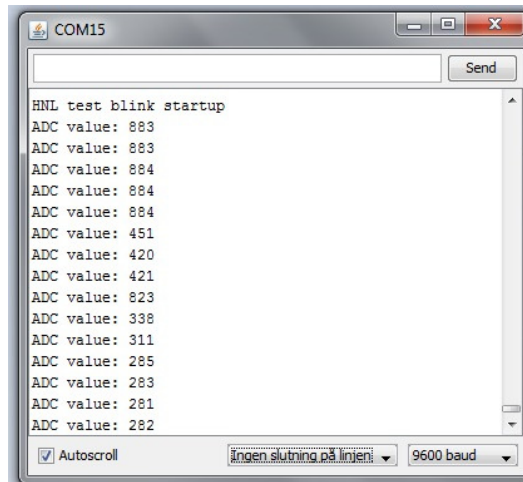 COM15
Send
HNL test blink startup
ADC value: 883
ADC value: 883
ADC value: 884
ADC value: 884
ADC value: 884
ADC value: 451
ADC value: 420
ADC value: 421
ADC value: 823
ADC value: 338
ADC value: 311
ADC value: 285
ADC value: 283
ADC value: 281
ADC value: 282
Autoscroll Ingen slutning på linjen 9600 baud